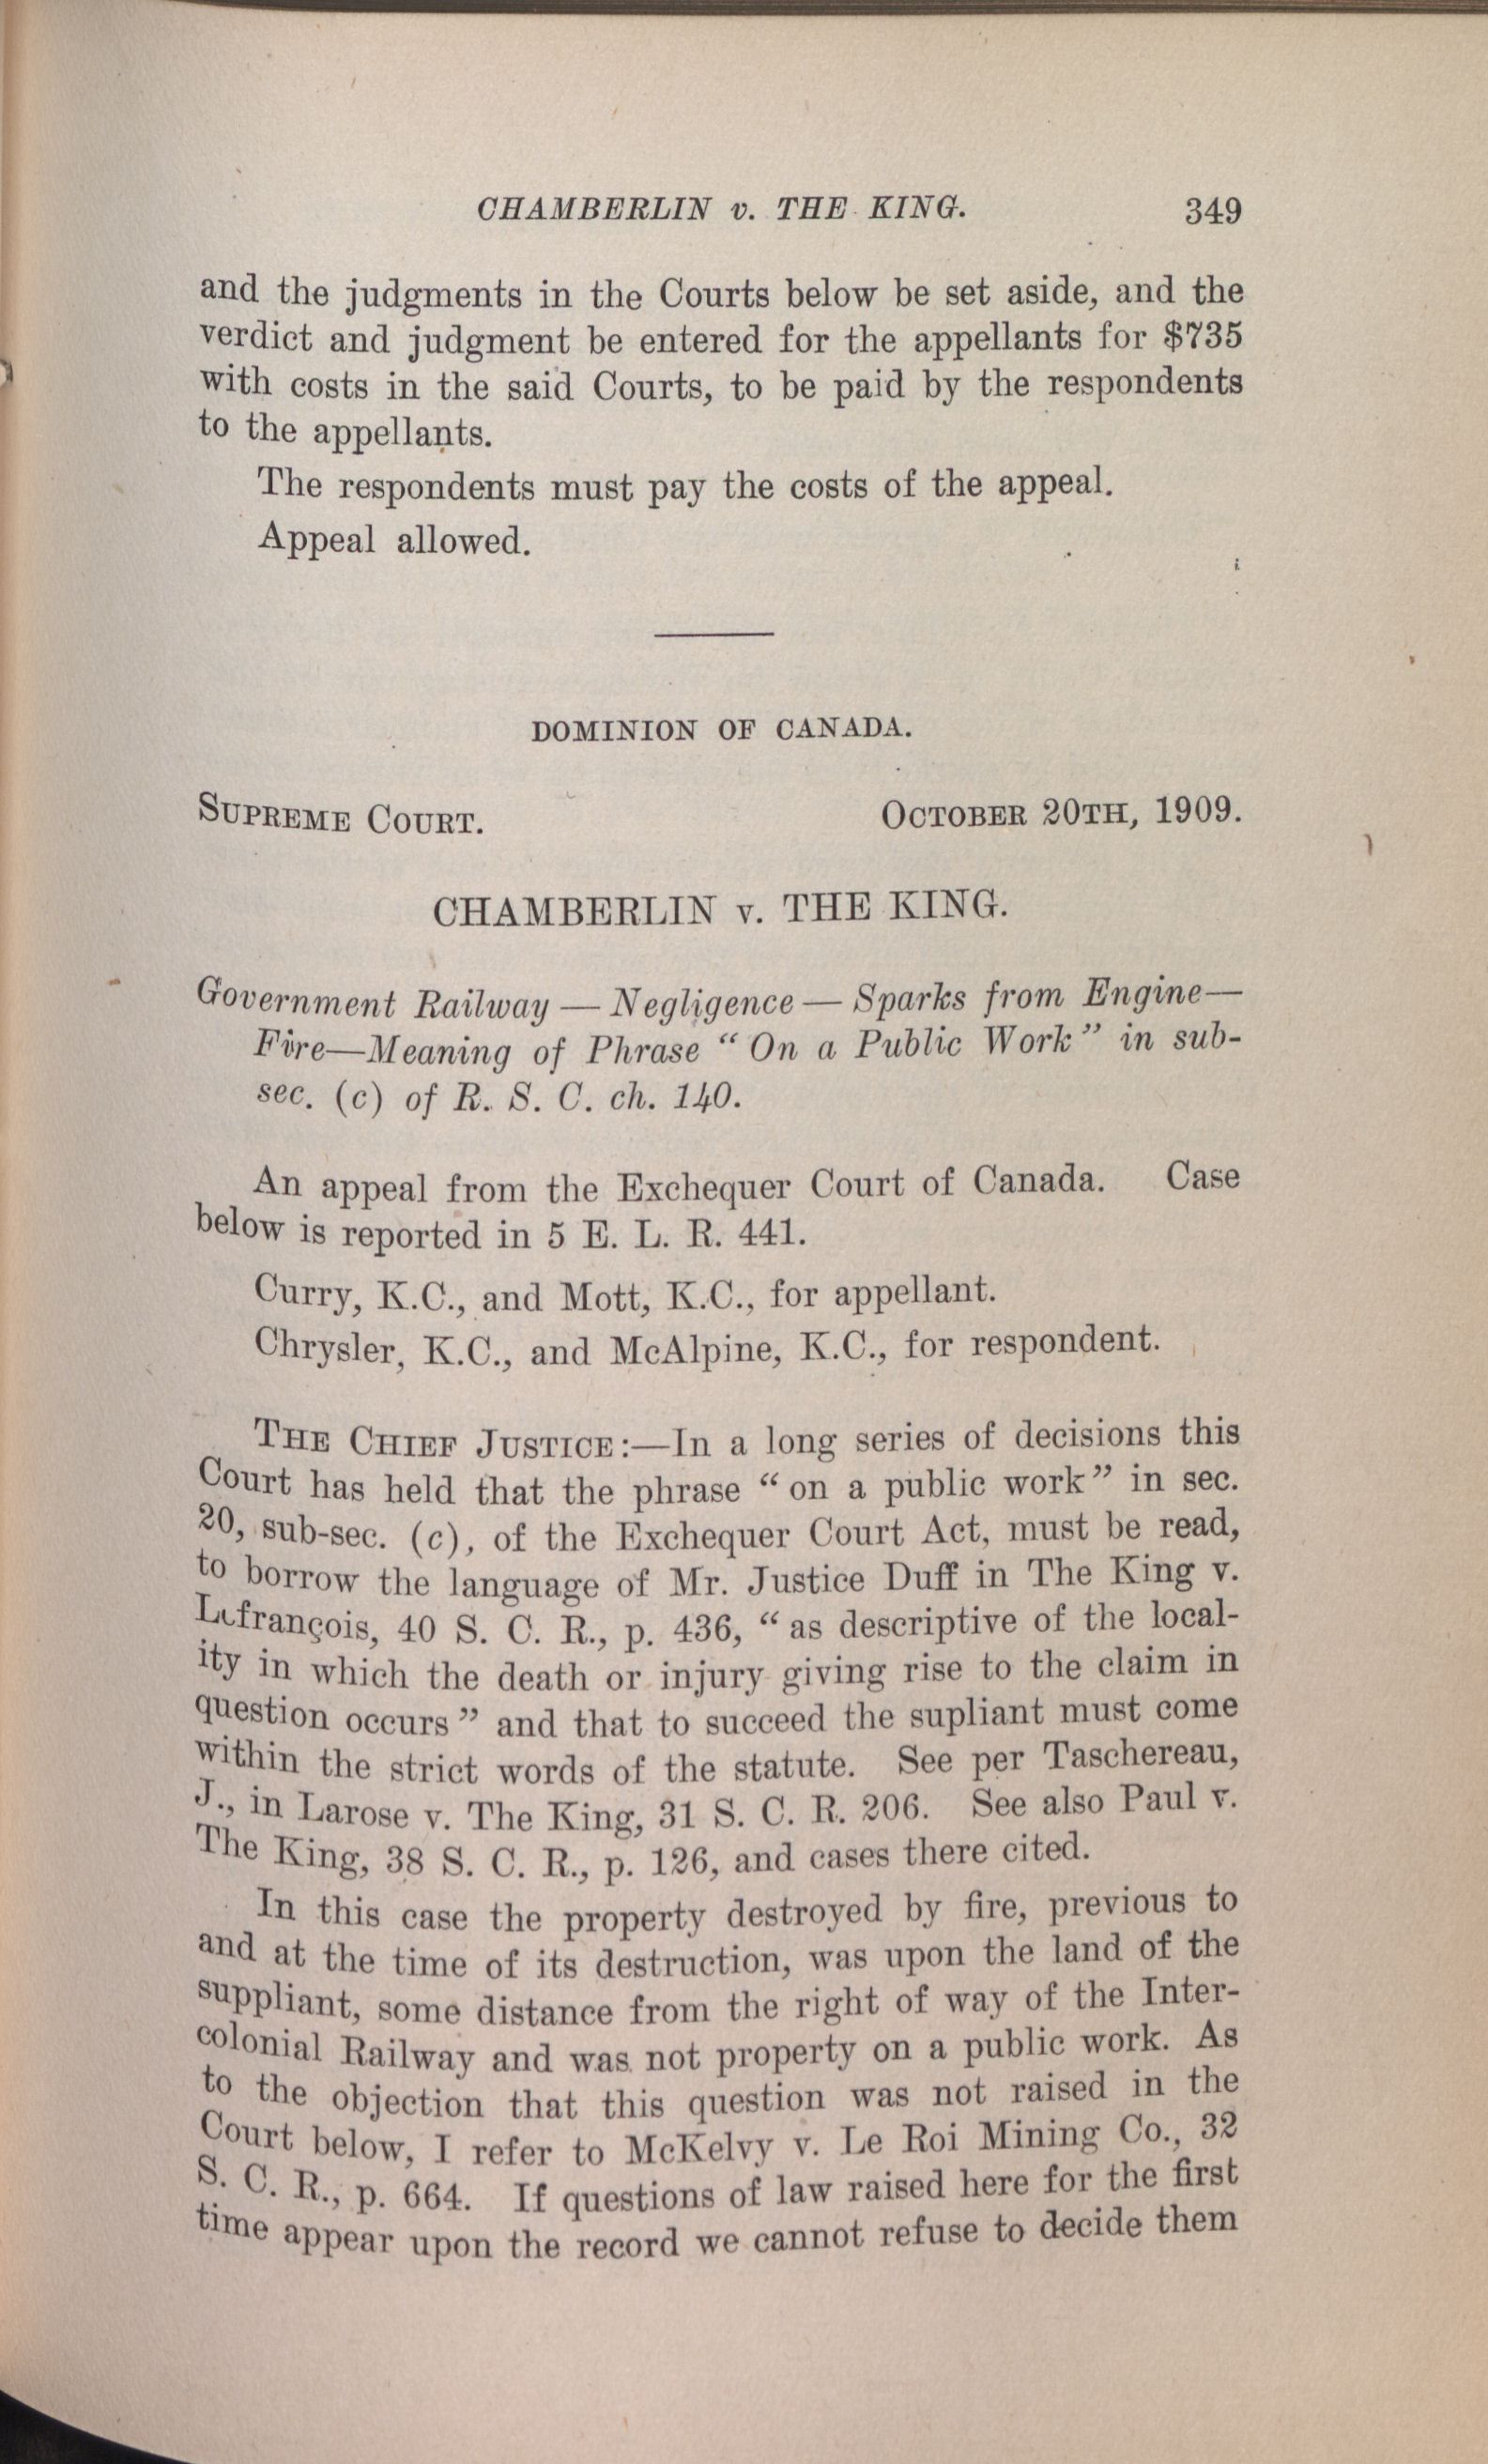 CHAMBERLIN v. THE KING. 349
and the judgments in the Courts below be set aside, and the
verdict and judgment be entered for the appellants for $735
with costs in the said Courts, to be paid by the respondents
to the appellants.
The respondents must pay the costs of the appeal.
Appeal allowed.
DOMINION OF CANADA.
SUPREME COURT. OCTOBER 20TH, 1909.
CHAMBERLIN v. THE KING.
Government Railway — Negligence — Sparks from Engine—
Fire—Meaning of Phrase “ On a Public Work ” in sub-
sec. (c) of R. S. C. ch. 140.
An appeal from the Exchequer Court of Canada. Case
below is reported in 5 E. L. R. 441.
Curry, K.C., and Mott, K.C., for appellant.
Chrysler, K.C., and McAlpine, K.C., for respondent.
THE CHIEF JUSTICE:—In a long series of decisions this
Court has held that the phrase “ on a public work ” in sec.
20, sub-sec. (c), of the Exchequer Court Act, must be read,
to borrow the language of Mr. Justice Duff in The King v.
Lefrançois, 40 S. C. R., p. 436, “ as descriptive of the local-
ity in which the death or injury giving rise to the claim in
question occurs ” and that to succeed the supliant must come
within the strict words of the statute. See per Taschereau,
J., in Larose v. The King, 31 S. C. R. 206. See also Paul v.
The King, 38 S. C. R., p. 126, and cases there cited.
In this case the property destroyed by fire, previous to
and at the time of its destruction, was upon the land of the
suppliant, some distance from the right of way of the Inter-
colonial Railway and was not property on a public work. As
to the objection that this question was not raised in the
Court below, I refer to McKelvy v. Le Roi Mining Co., 32
S. C. R., p. 664. If questions of law raised here for the first
time appear upon the record we cannot refuse to decide them